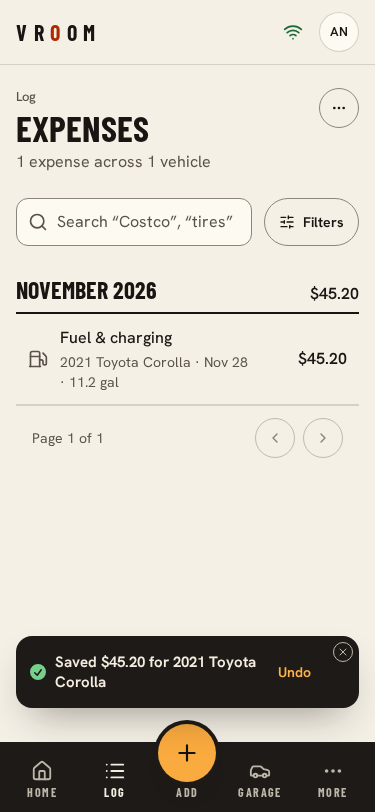 VROOM
AN
Log
EXPENSES
1 expense across 1 vehicle
Search “Costco”, “tires”
Filters
NOVEMBER 2026
$45.20
Fuel & charging
2021 Toyota Corolla · Nov 28
· 11.2 gal
$45.20
Page 1 of 1
Saved $45.20 for 2021 Toyota
Corolla
Undo
HOME
LOG
ADD
GARAGE
MORE